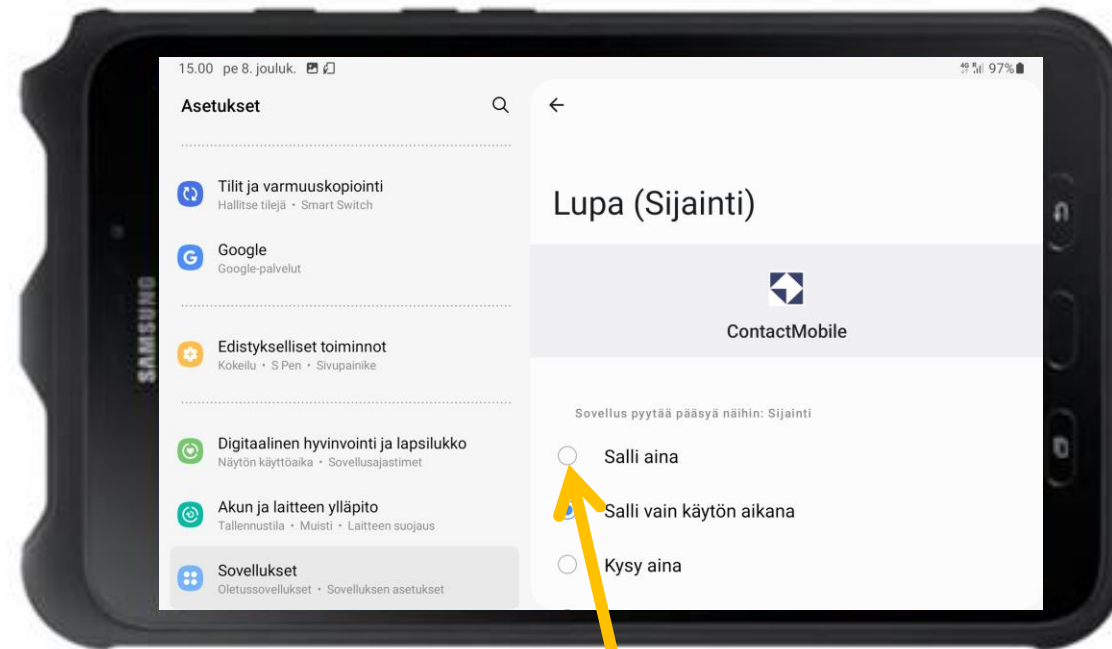 SAMSUNG
15.00 pe 8. jouluk.
4G 97%
Asetukset
Tilit ja varmuuskopiointi
Hallitse tilejä • Smart Switch
Google
Google-palvelut
Edistykselliset toiminnot
Kokeilu • S Pen • Sivupainike
Digitaalinen hyvinvointi ja lapsilukko
Näytön käyttöaika • Sovellusajastimet
Akun ja laitteen ylläpito
Tallennustila • Muisti • Laitteen suojaus
Sovellukset
Oletussovellukset • Sovelluksen asetukset
Lupa (Sijainti)
ContactMobile
Sovellus pyytää pääsyä näihin: Sijainti
Salli aina
Salli vain käytön aikana
Kysy aina